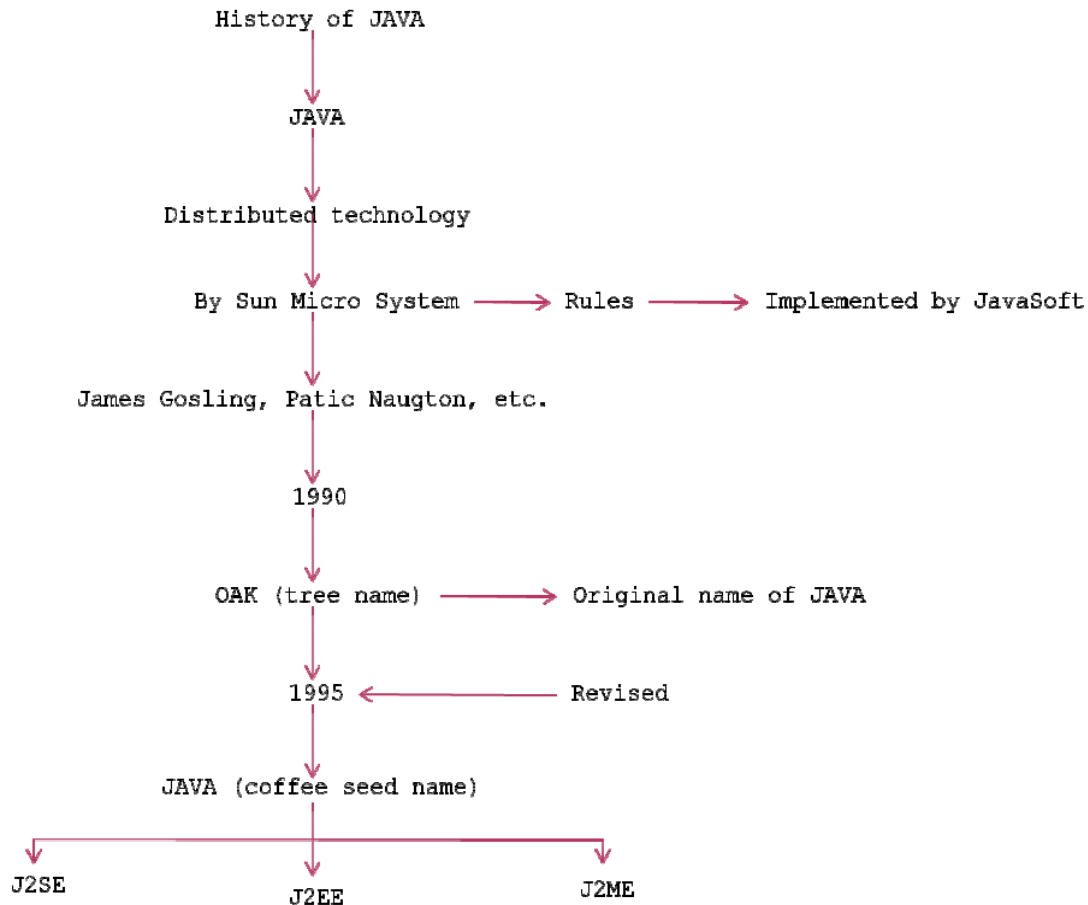 History of JAVA
JAVA
Distributed technology
By Sun Micro System Rules Implemented by JavaSoft
James Gosling, Patic Naugton, etc.
1990
OAK (tree name) Original name of JAVA
1995 Revised
JAVA (coffee seed name)
J2SE J2EE J2ME